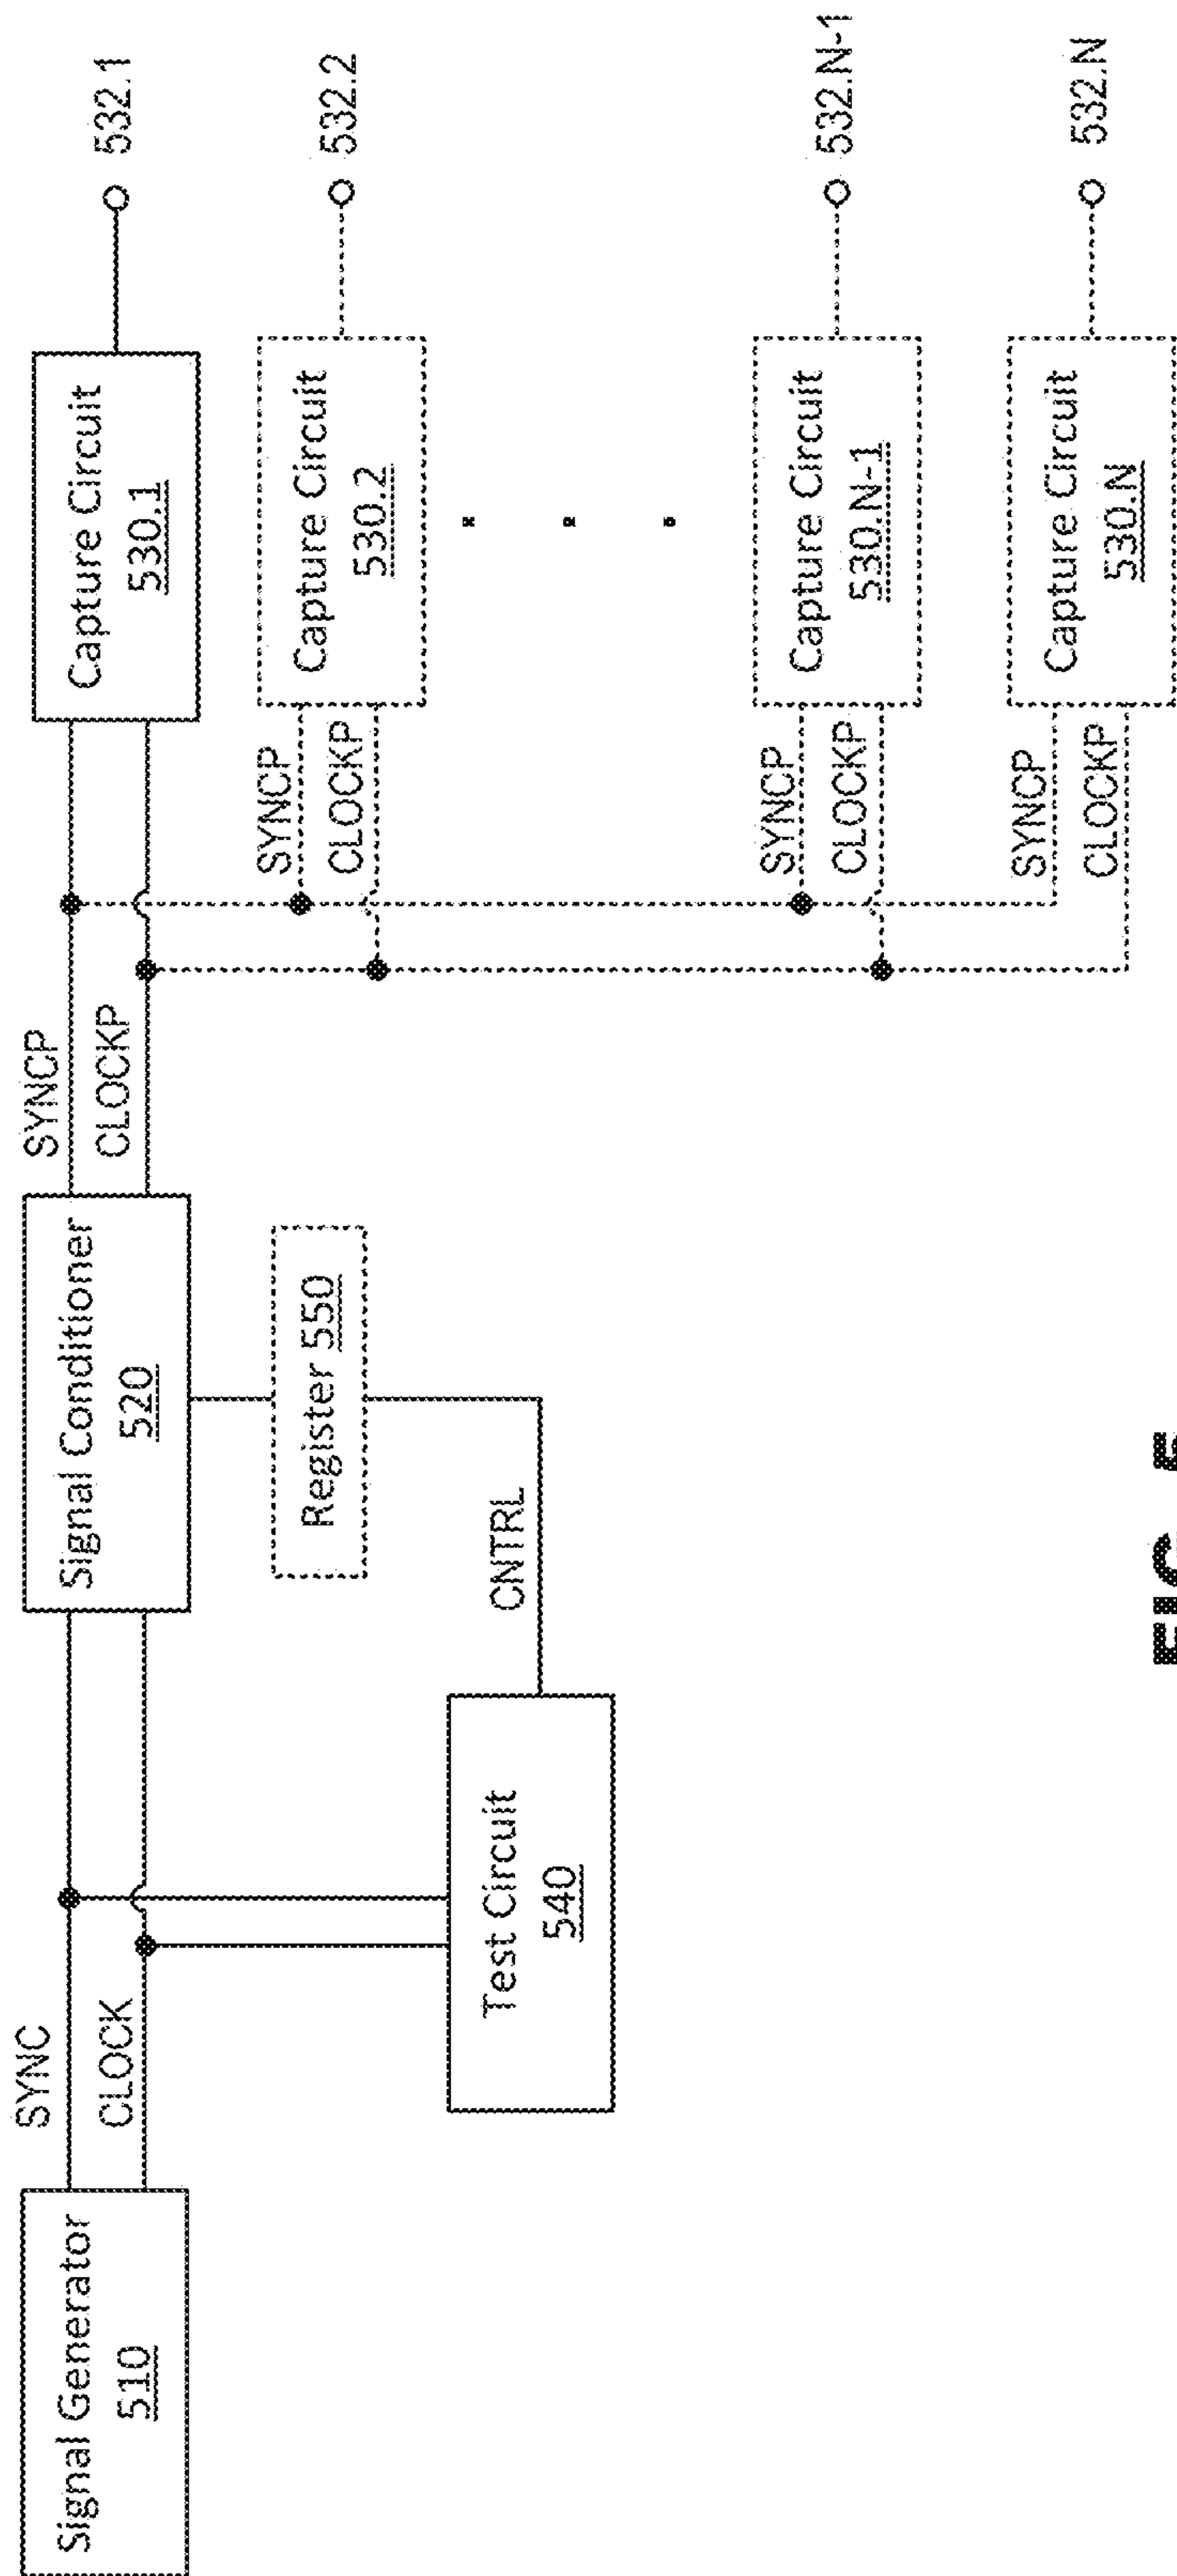 Signal Generator
510
SYNC
CLOCK
Test Circuit
540
CNTRL
Register 550
Signal Conditioner
520
SYNCP
CLOCKP
Capture Circuit
530.1
532.1
SYNCP
CLOCKP
Capture Circuit
530.2
532.2
SYNCP
CLOCKP
Capture Circuit
530.N-1
532.N-1
SYNCP
CLOCKP
Capture Circuit
530.N
532.N